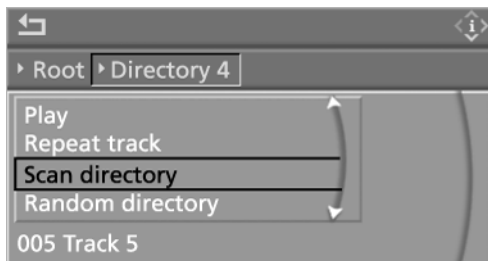 Root Directory 4
Play
Repeat track
Scan directory
Random directory
005 Track 5